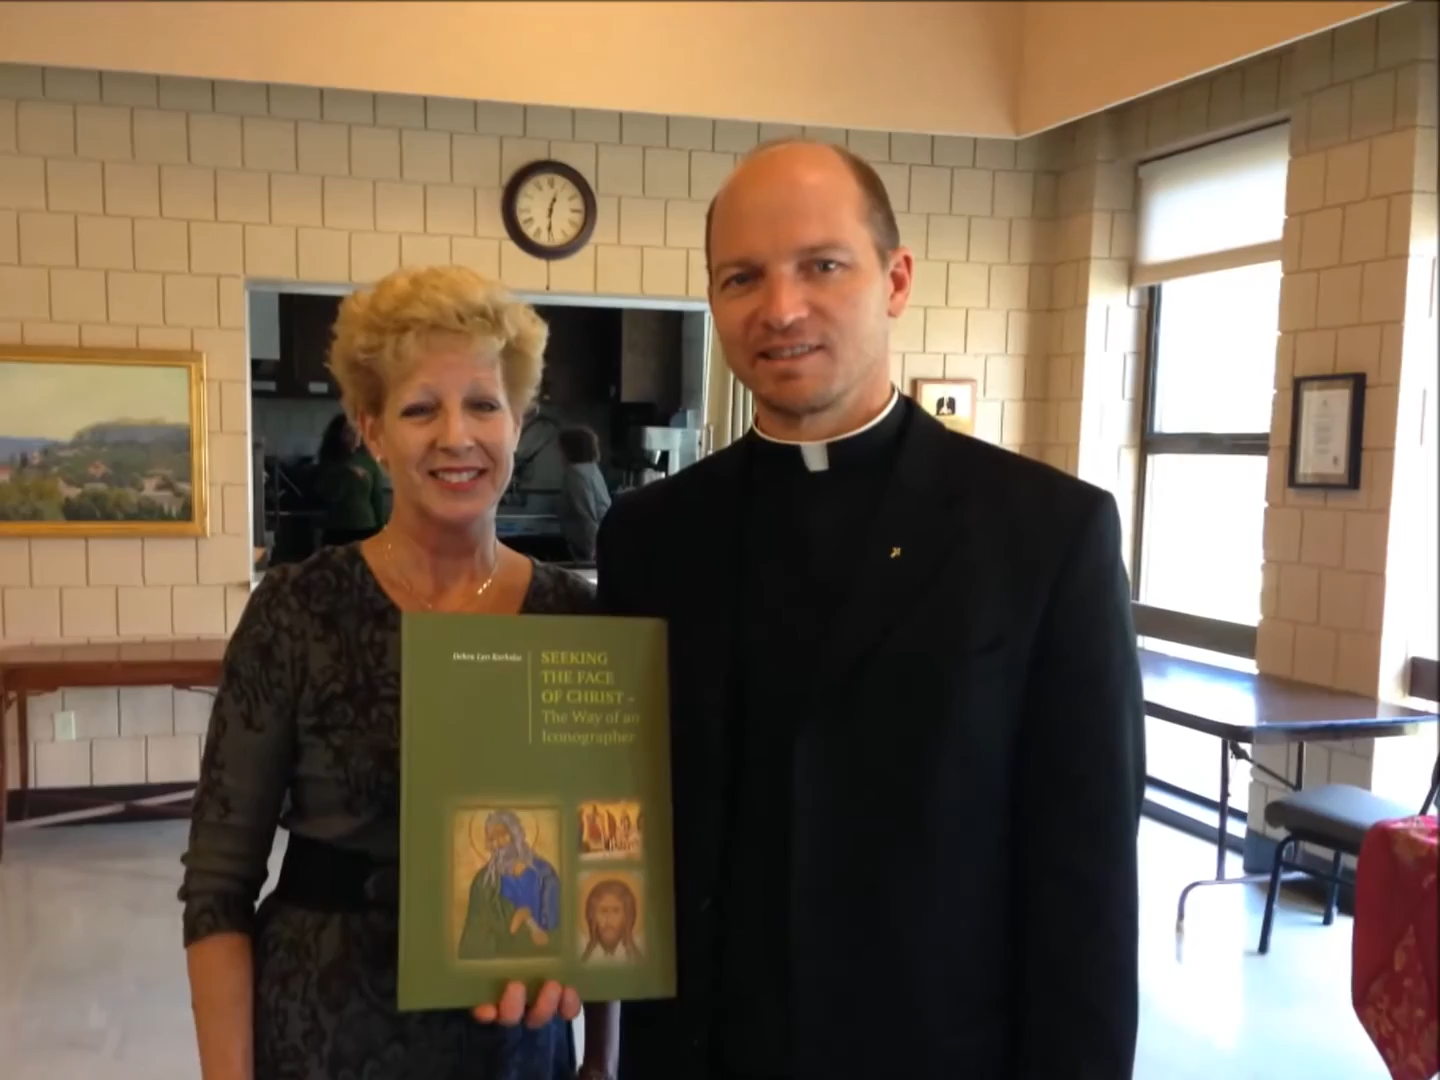 SEEKING
THE FACE
OF CHRIST –
The Way of an
Iconographer